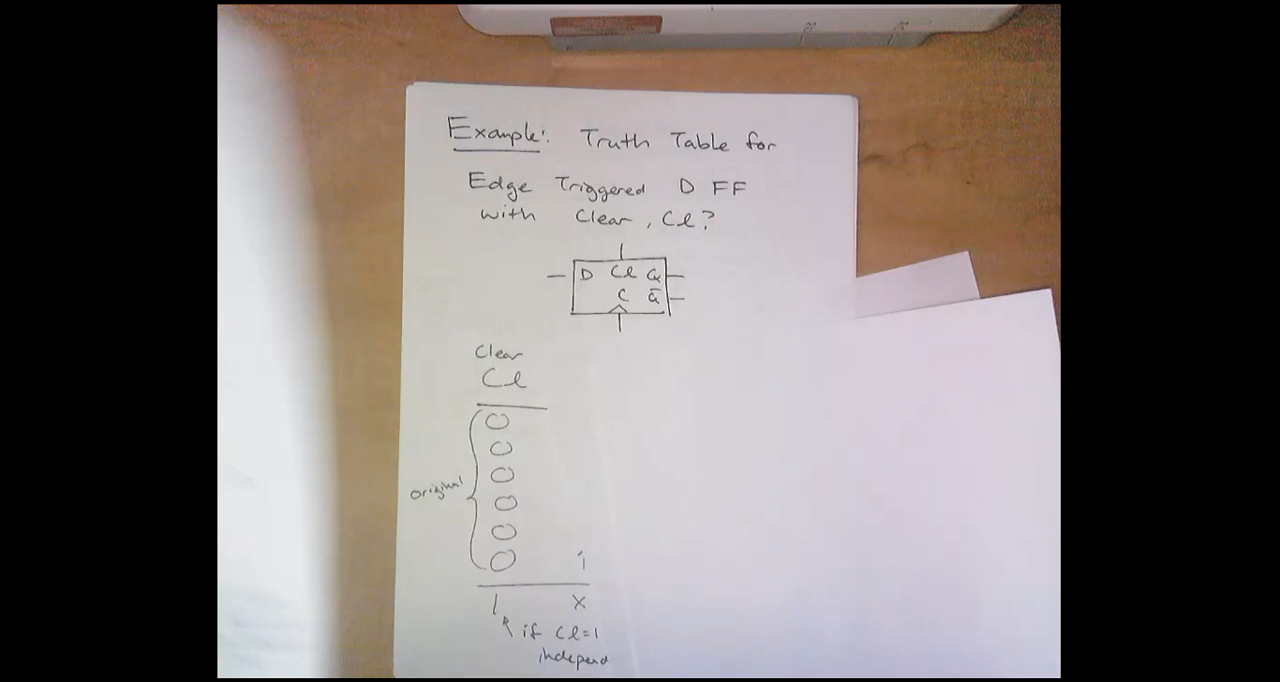 Example: Truth Table for
Edge Triggered D FF
with Clear, Cl?
D Cl Q
C Q̅
Clear
Cl
0
0
0
original 0
0
0 1
1 X
if Cl=1
independ